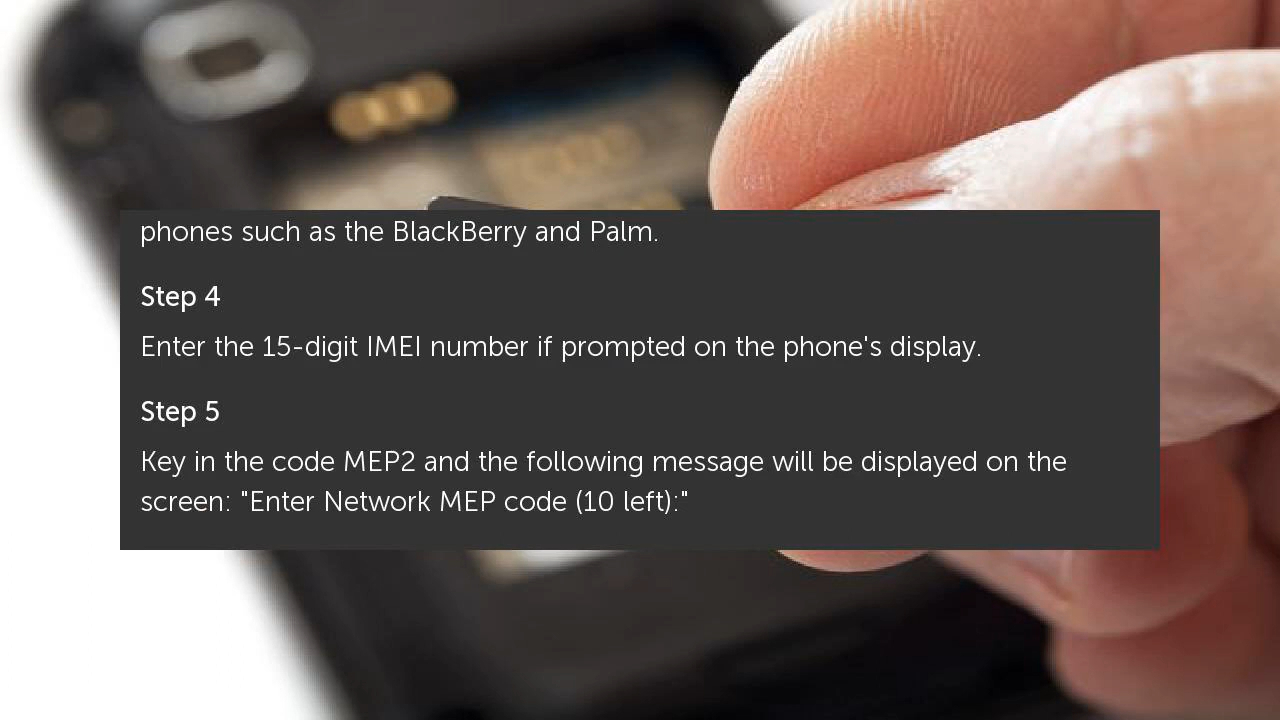 phones such as the BlackBerry and Palm.
Step 4
Enter the 15-digit IMEI number if prompted on the phone's display.
Step 5
Key in the code MEP2 and the following message will be displayed on the
screen: "Enter Network MEP code (10 left):"